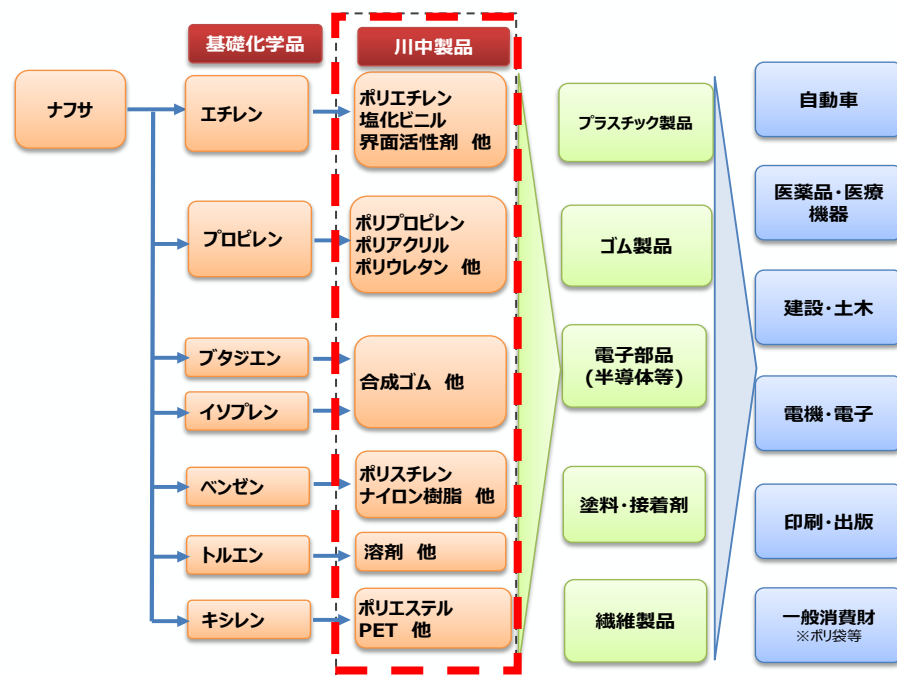 基礎化学品
川中製品
ナフサ
エチレン
ポリエチレン
塩化ビニル
界面活性剤 他
プロピレン
ポリプロピレン
ポリアクリル
ポリウレタン 他
ブタジエン
イソプレン
合成ゴム 他
ベンゼン
ポリスチレン
ナイロン樹脂 他
トルエン
溶剤 他
キシレン
ポリエステル
PET 他
プラスチック製品
ゴム製品
電子部品
(半導体等)
塗料・接着剤
繊維製品
自動車
医薬品・医療
機器
建設・土木
電機・電子
印刷・出版
一般消費財
※ポリ袋等